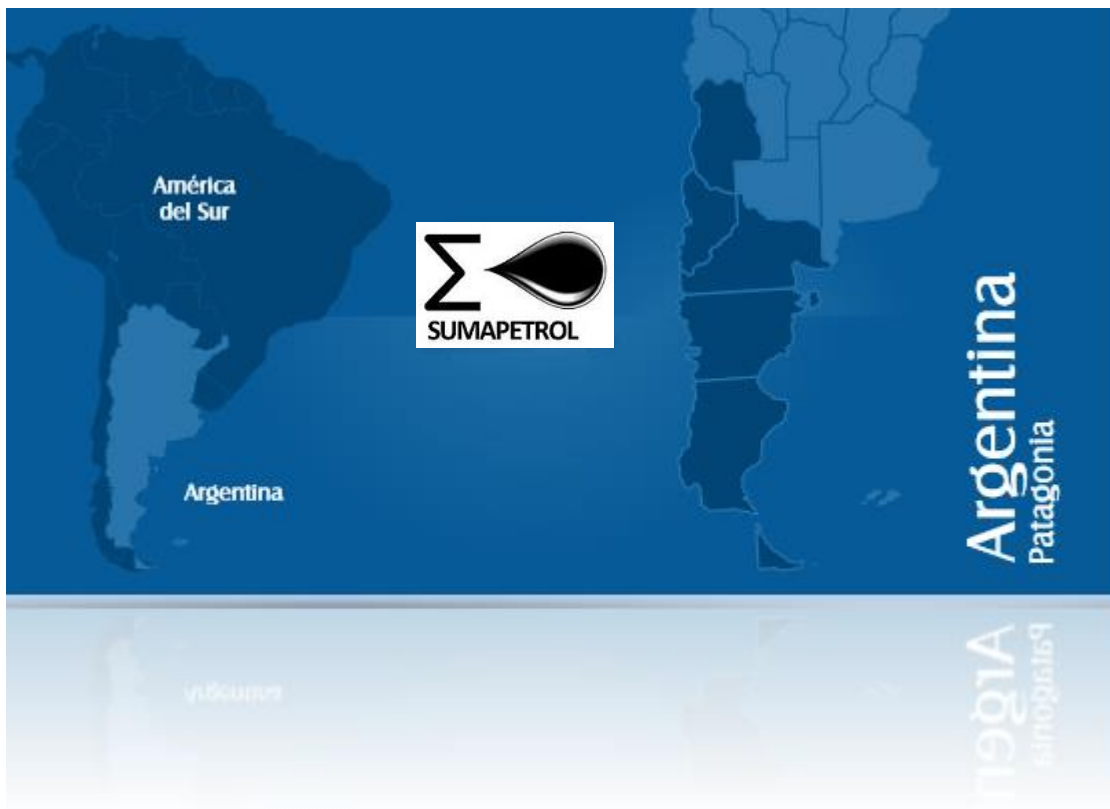 América
del Sur
Σ
SUMAPETROL
Argentina
Argentina
Patagonia